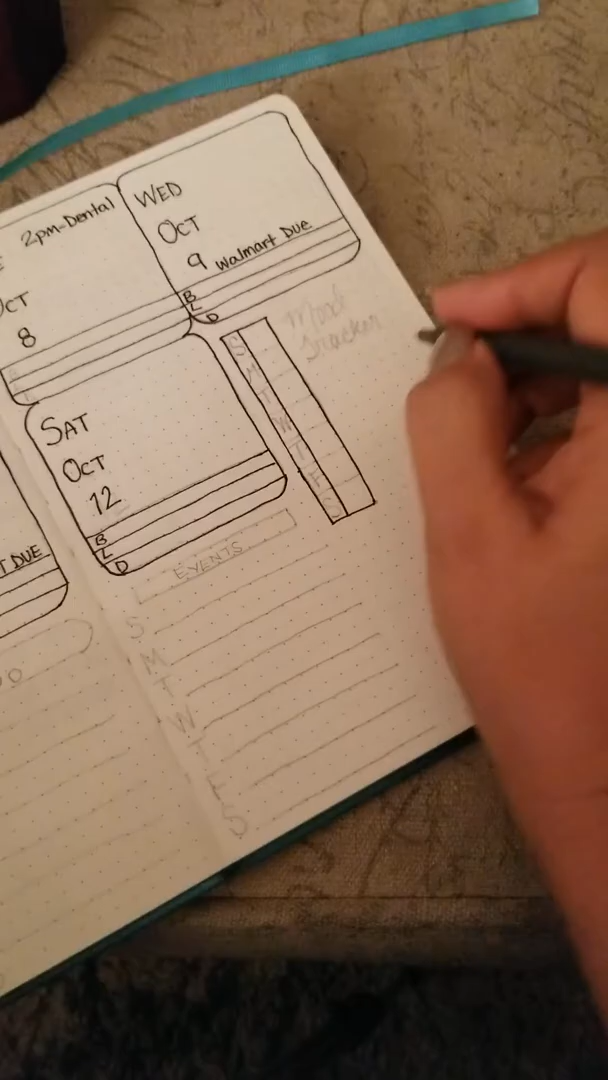 2pm-Dental
OCT
8
WED
OCT
9 Walmart Due
B
L
D
SAT
OCT
12
B
L
D
Mood
Tracker
S
M
T
W
T
F
S
T DUE
EVENTS
S
M
T
W
T
F
S